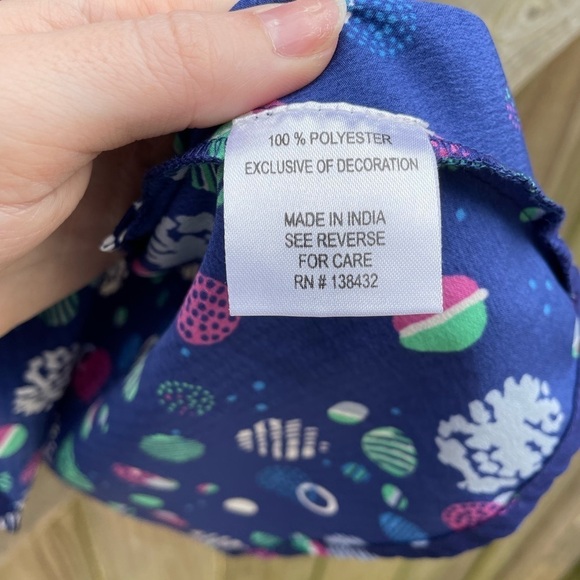 100 % POLYESTER
EXCLUSIVE OF DECORATION
MADE IN INDIA
SEE REVERSE
FOR CARE
RN # 138432